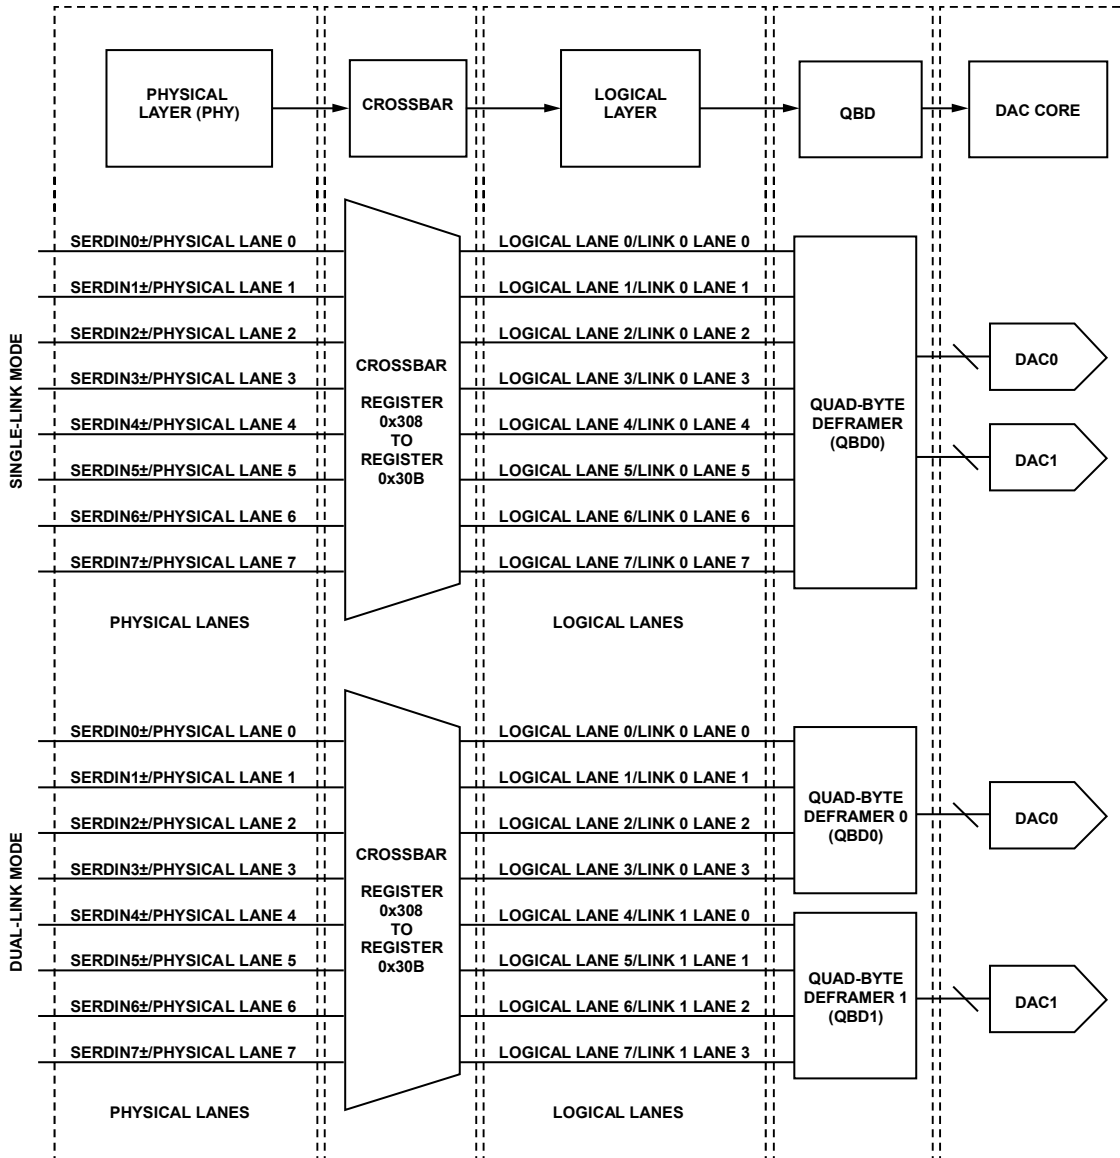 PHYSICAL
LAYER (PHY)
CROSSBAR
LOGICAL
LAYER
QBD
DAC CORE
SINGLE-LINK MODE
SERDIN0±/PHYSICAL LANE 0
SERDIN1±/PHYSICAL LANE 1
SERDIN2±/PHYSICAL LANE 2
SERDIN3±/PHYSICAL LANE 3
SERDIN4±/PHYSICAL LANE 4
SERDIN5±/PHYSICAL LANE 5
SERDIN6±/PHYSICAL LANE 6
SERDIN7±/PHYSICAL LANE 7
PHYSICAL LANES
CROSSBAR
REGISTER
0x308
TO
REGISTER
0x30B
LOGICAL LANE 0/LINK 0 LANE 0
LOGICAL LANE 1/LINK 0 LANE 1
LOGICAL LANE 2/LINK 0 LANE 2
LOGICAL LANE 3/LINK 0 LANE 3
LOGICAL LANE 4/LINK 0 LANE 4
LOGICAL LANE 5/LINK 0 LANE 5
LOGICAL LANE 6/LINK 0 LANE 6
LOGICAL LANE 7/LINK 0 LANE 7
LOGICAL LANES
QUAD-BYTE
DEFRAMER
(QBD0)
DAC0
DAC1
DUAL-LINK MODE
SERDIN0±/PHYSICAL LANE 0
SERDIN1±/PHYSICAL LANE 1
SERDIN2±/PHYSICAL LANE 2
SERDIN3±/PHYSICAL LANE 3
SERDIN4±/PHYSICAL LANE 4
SERDIN5±/PHYSICAL LANE 5
SERDIN6±/PHYSICAL LANE 6
SERDIN7±/PHYSICAL LANE 7
PHYSICAL LANES
CROSSBAR
REGISTER
0x308
TO
REGISTER
0x30B
LOGICAL LANE 0/LINK 0 LANE 0
LOGICAL LANE 1/LINK 0 LANE 1
LOGICAL LANE 2/LINK 0 LANE 2
LOGICAL LANE 3/LINK 0 LANE 3
LOGICAL LANE 4/LINK 1 LANE 0
LOGICAL LANE 5/LINK 1 LANE 1
LOGICAL LANE 6/LINK 1 LANE 2
LOGICAL LANE 7/LINK 1 LANE 3
LOGICAL LANES
QUAD-BYTE
DEFRAMER 0
(QBD0)
QUAD-BYTE
DEFRAMER 1
(QBD1)
DAC0
DAC1